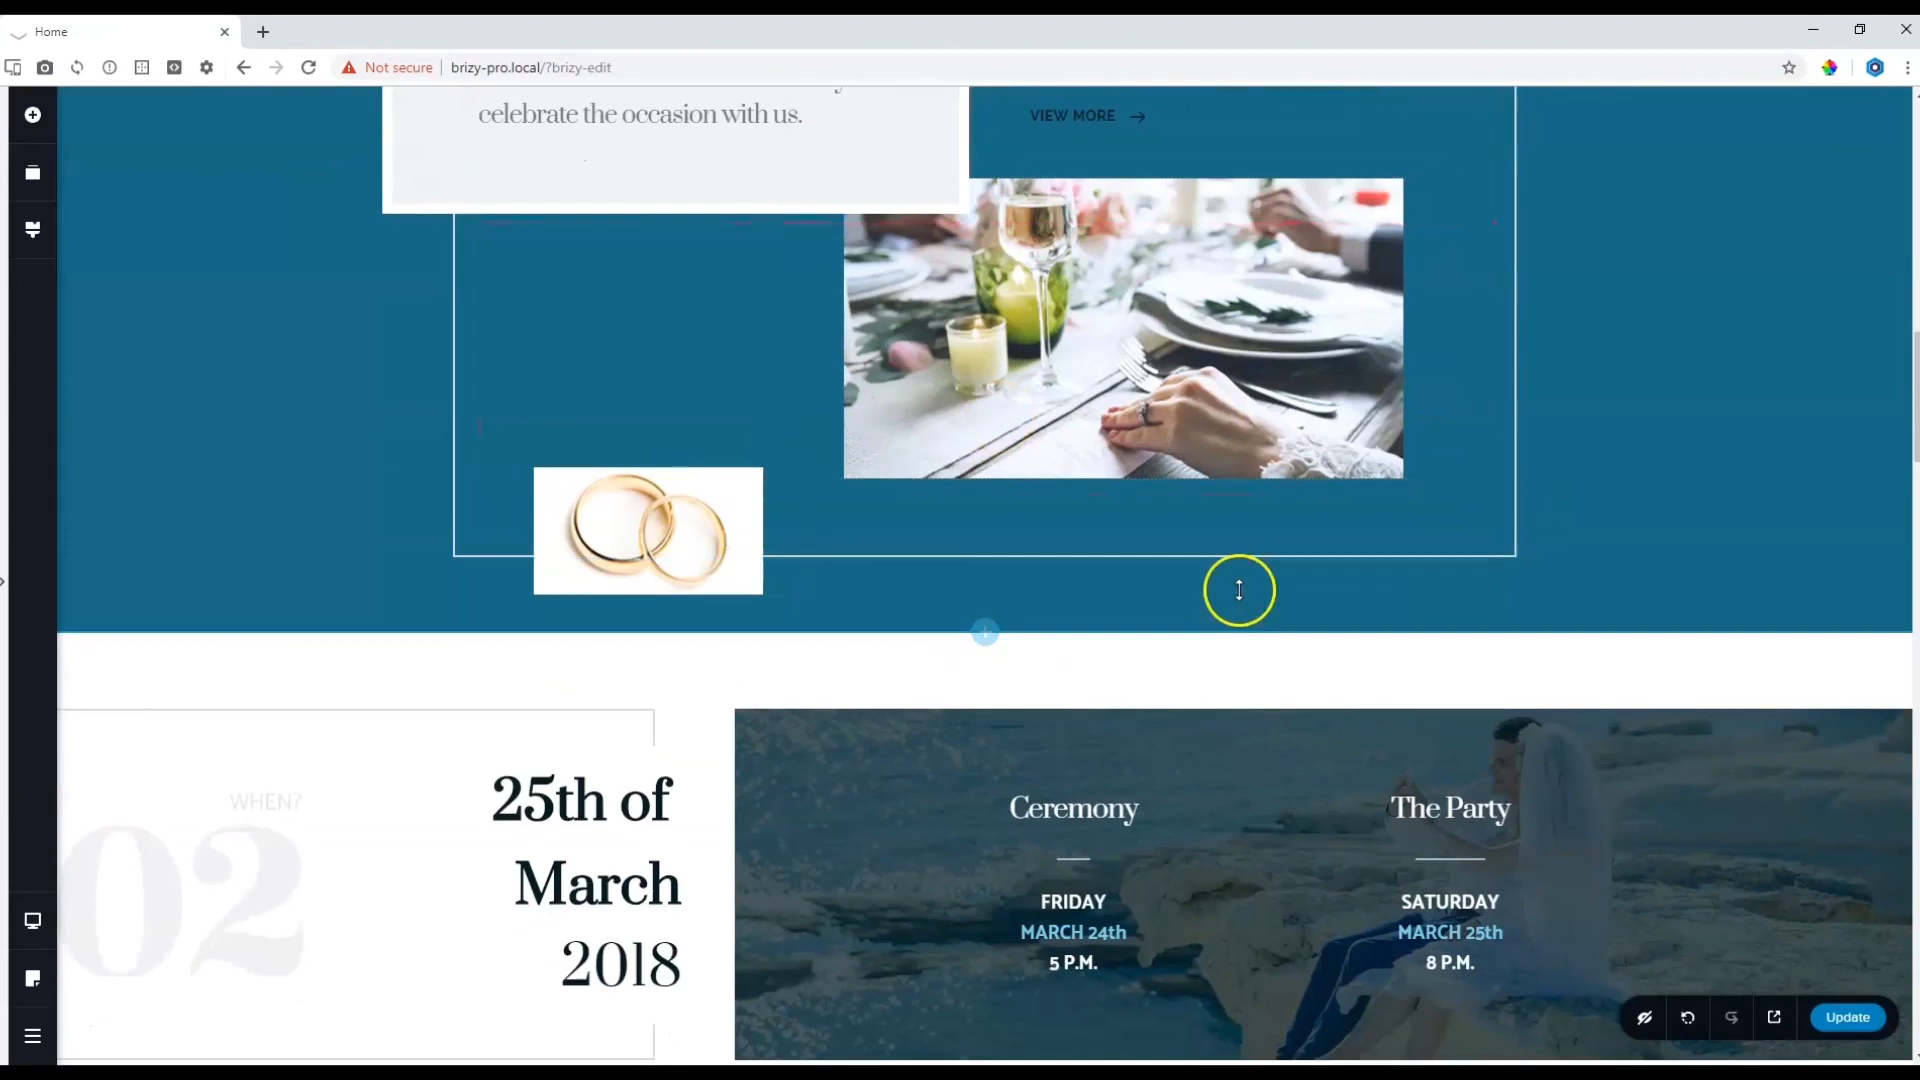 Home
Not secure
brizy-pro.local/?brizy-edit
celebrate the occasion with us.
VIEW MORE
WHEN?
02
25th of
March
2018
Ceremony
FRIDAY
MARCH 24th
5 P.M.
The Party
SATURDAY
MARCH 25th
8 P.M.
Update